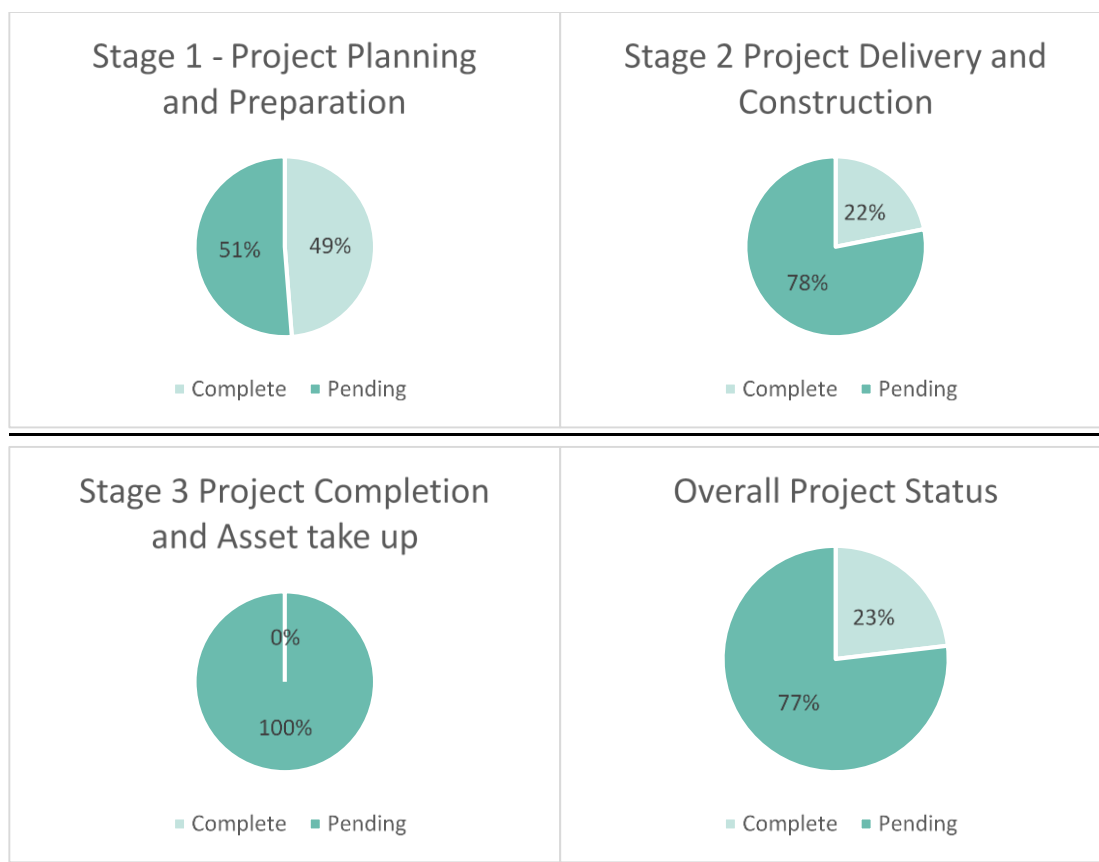 Stage 1 - Project Planning
and Preparation
51%
49%
Complete
Pending
Stage 2 Project Delivery and
Construction
22%
78%
Complete
Pending
Stage 3 Project Completion
and Asset take up
0%
100%
Complete
Pending
Overall Project Status
23%
77%
Complete
Pending